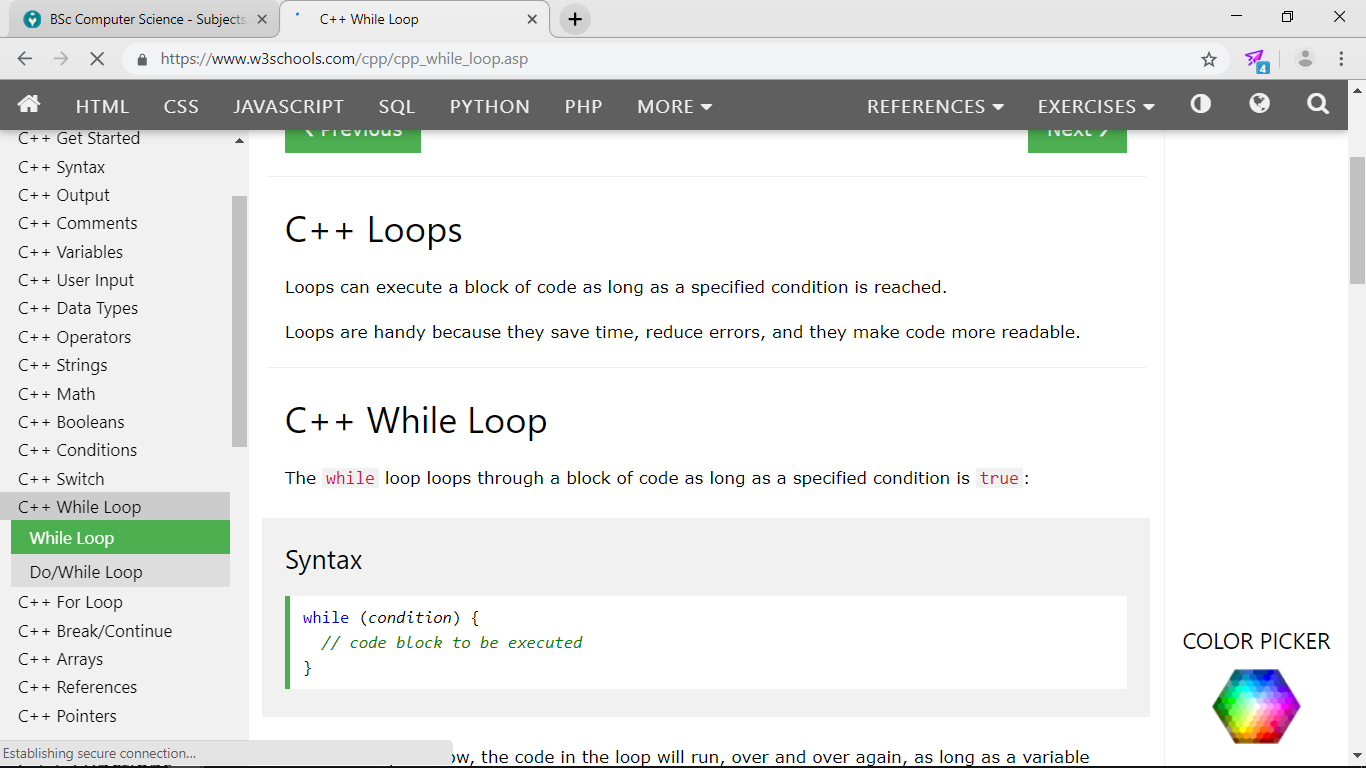 BSc Computer Science - Subjects
C++ While Loop
https://www.w3schools.com/cpp/cpp_while_loop.asp
4
HTML CSS JAVASCRIPT SQL PYTHON PHP MORE REFERENCES EXERCISES
C++ Get Started
C++ Syntax
C++ Output
C++ Comments
C++ Variables
C++ User Input
C++ Data Types
C++ Operators
C++ Strings
C++ Math
C++ Booleans
C++ Conditions
C++ Switch
C++ While Loop
While Loop
Do/While Loop
C++ For Loop
C++ Break/Continue
C++ Arrays
C++ References
C++ Pointers
Establishing secure connection...
❮ Previous
Next ❯
C++ Loops
Loops can execute a block of code as long as a specified condition is reached.
Loops are handy because they save time, reduce errors, and they make code more readable.
C++ While Loop
The while loop loops through a block of code as long as a specified condition is true:
Syntax
while (condition) {
// code block to be executed
}
the code in the loop will run, over and over again, as long as a variable
COLOR PICKER